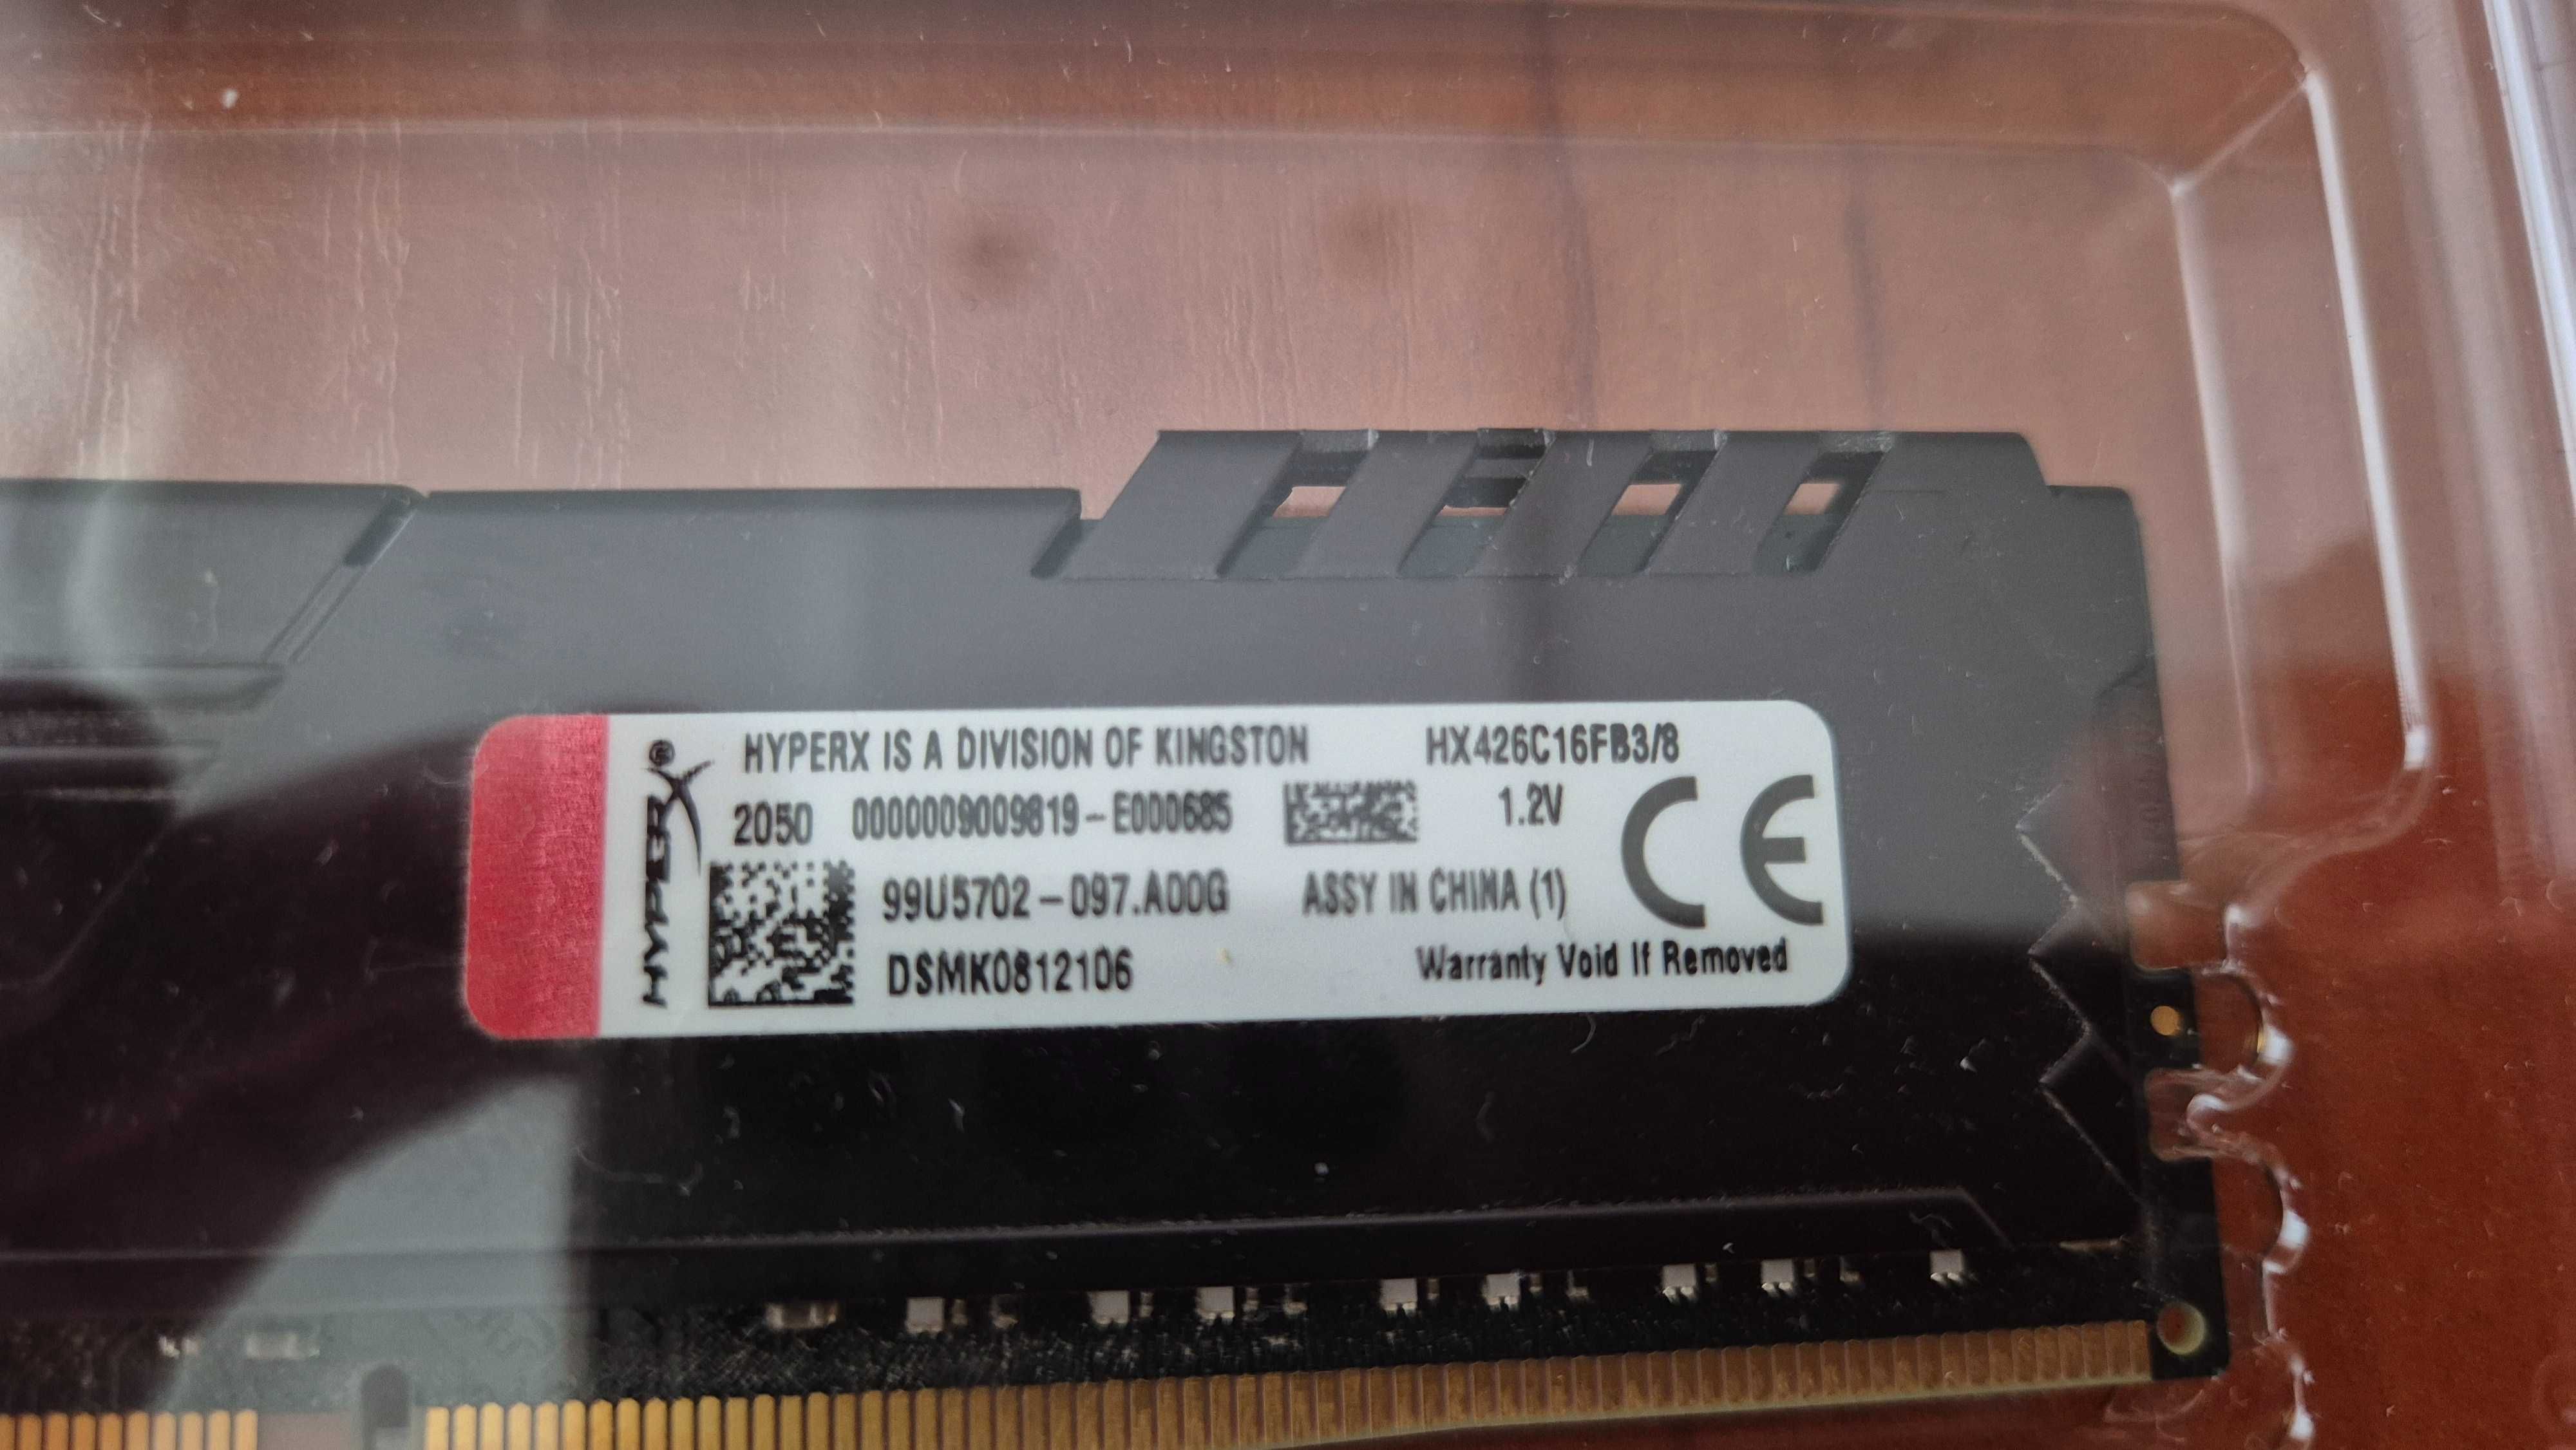 HYPERX IS A DIVISION OF KINGSTON HX426C16FB3/8
2050 0000009009819-E000685 1.2V
99U5702-097.A00G ASSY IN CHINA (1)
DSMK0812106 Warranty Void If Removed
HYPERX®
CE